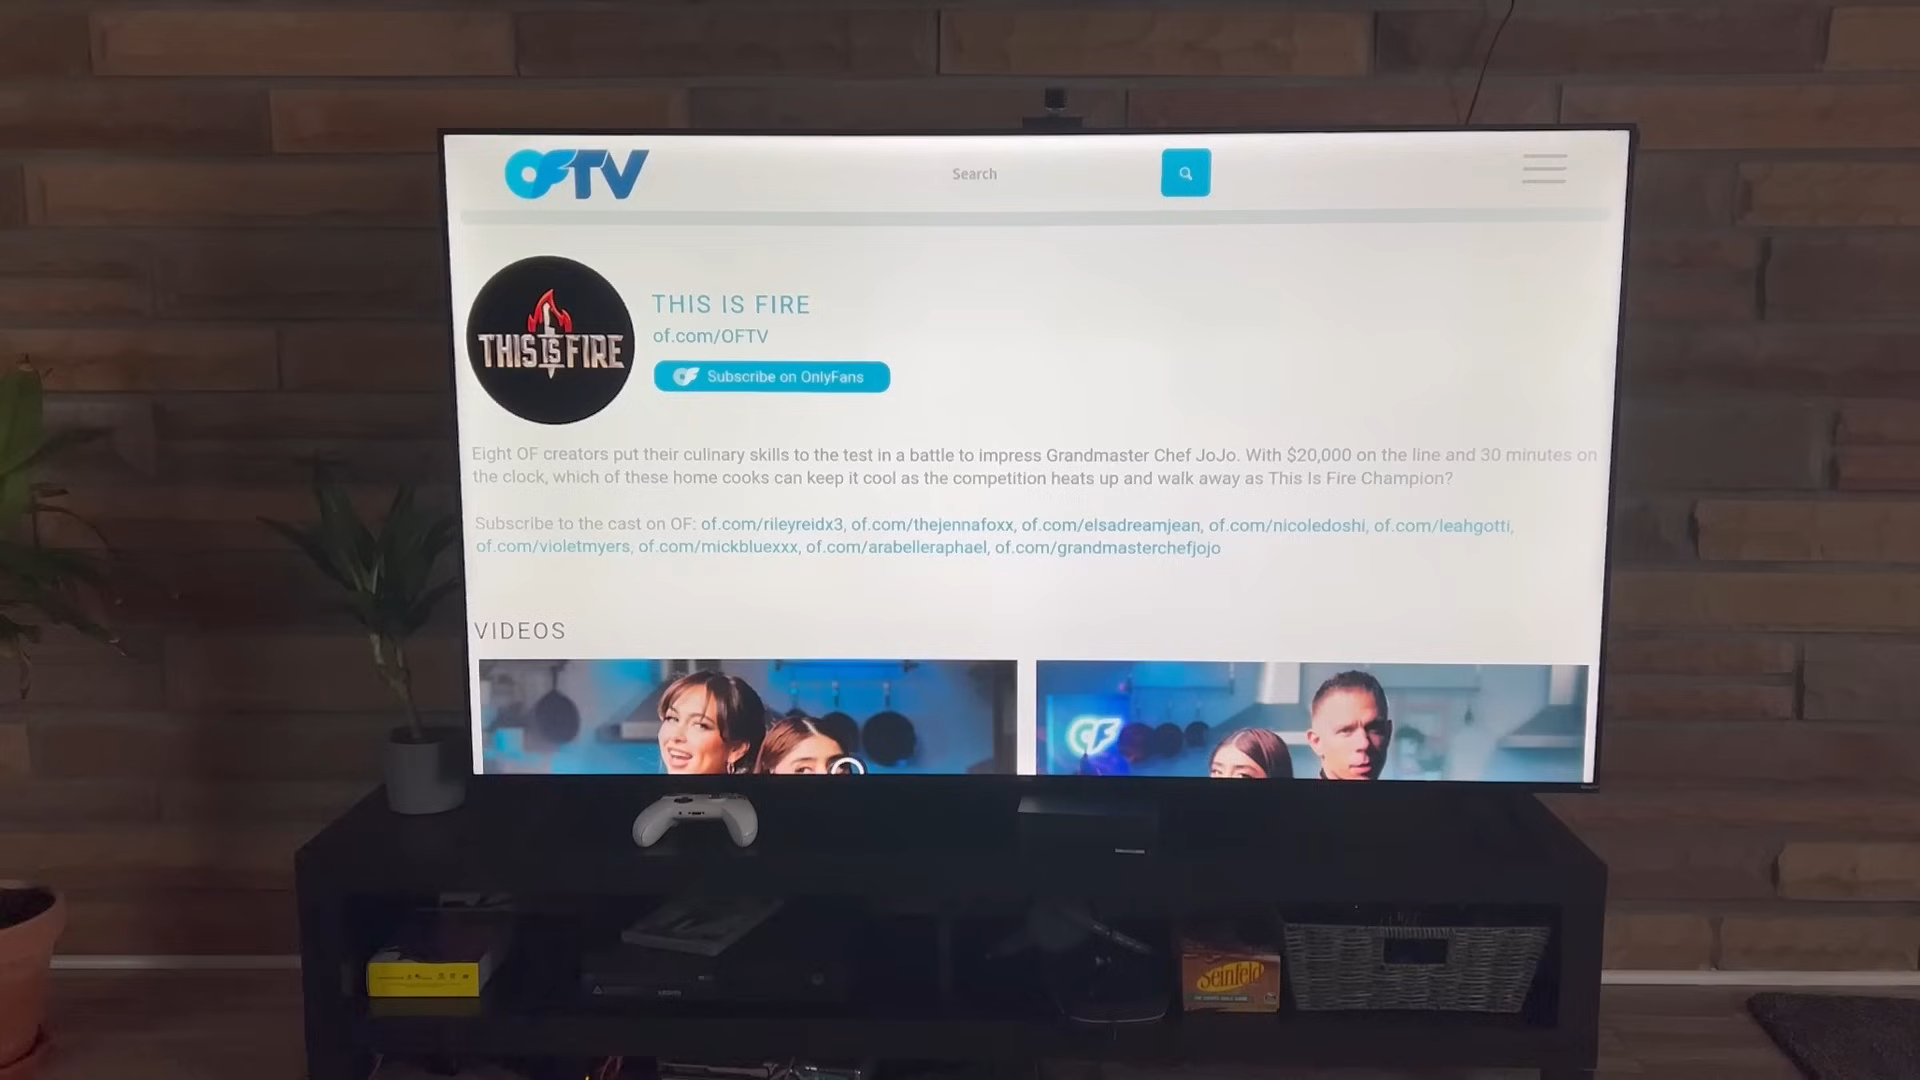 OFTV
Search
THIS IS FIRE
THIS IS FIRE
of.com/OFTV
Subscribe on OnlyFans
Eight OF creators put their culinary skills to the test in a battle to impress Grandmaster Chef JoJo. With $20,000 on the line and 30 minutes on
the clock, which of these home cooks can keep it cool as the competition heats up and walk away as This Is Fire Champion?
Subscribe to the cast on OF: of.com/rileyreidx3, of.com/thejennafoxx, of.com/elsadreamjean, of.com/nicoledoshi, of.com/leahgotti,
of.com/violetmyers, of.com/mickbluexxx, of.com/arabelleraphael, of.com/grandmasterchefjojo
VIDEOS
OF
Seinfeld